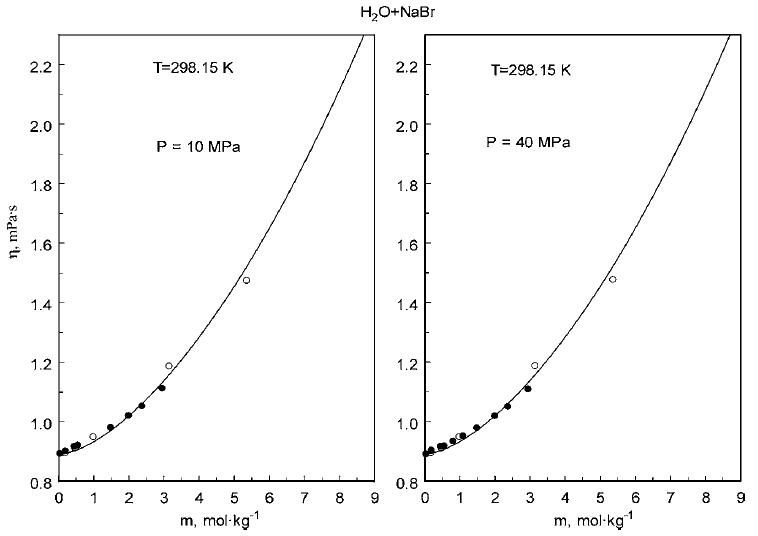 H₂O+NaBr
T=298.15 K
P = 10 MPa
η, mPa·s
2.2
2.0
1.8
1.6
1.4
1.2
1.0
0.8
0 1 2 3 4 5 6 7 8 9
m, mol·kg⁻¹
T=298.15 K
P = 40 MPa
2.2
2.0
1.8
1.6
1.4
1.2
1.0
0.8
0 1 2 3 4 5 6 7 8 9
m, mol·kg⁻¹